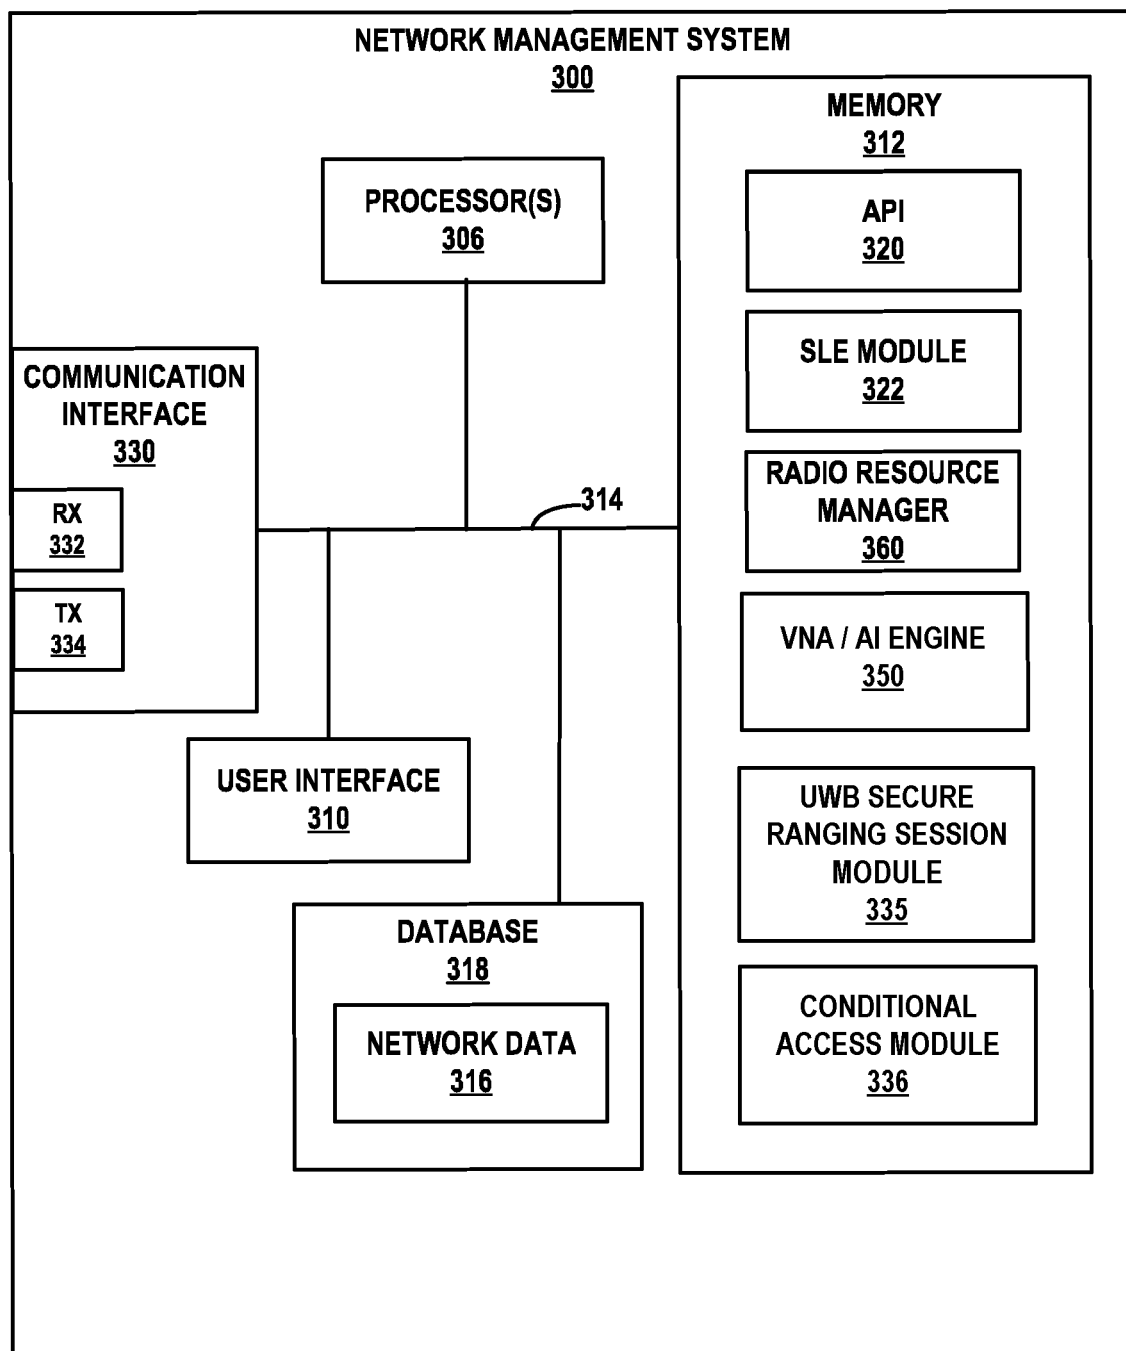 NETWORK MANAGEMENT SYSTEM
300
PROCESSOR(S)
306
COMMUNICATION
INTERFACE
330
RX
332
TX
334
314
USER INTERFACE
310
DATABASE
318
NETWORK DATA
316
MEMORY
312
API
320
SLE MODULE
322
RADIO RESOURCE
MANAGER
360
VNA / AI ENGINE
350
UWB SECURE
RANGING SESSION
MODULE
335
CONDITIONAL
ACCESS MODULE
336